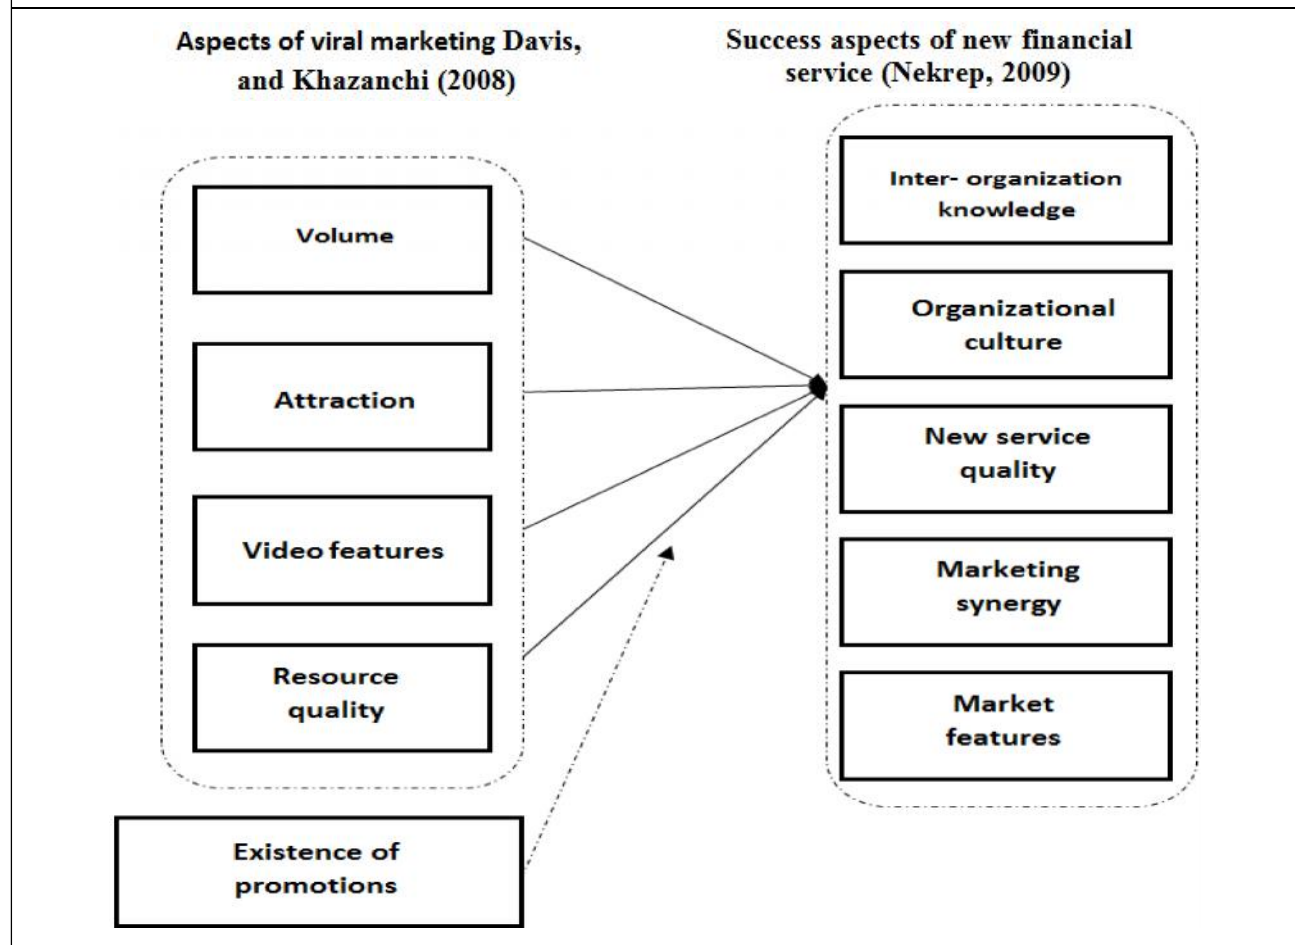 Aspects of viral marketing Davis,
and Khazanchi (2008)
Success aspects of new financial
service (Nekrep, 2009)
Volume
Attraction
Video features
Resource
quality
Existence of
promotions
Inter- organization
knowledge
Organizational
culture
New service
quality
Marketing
synergy
Market
features